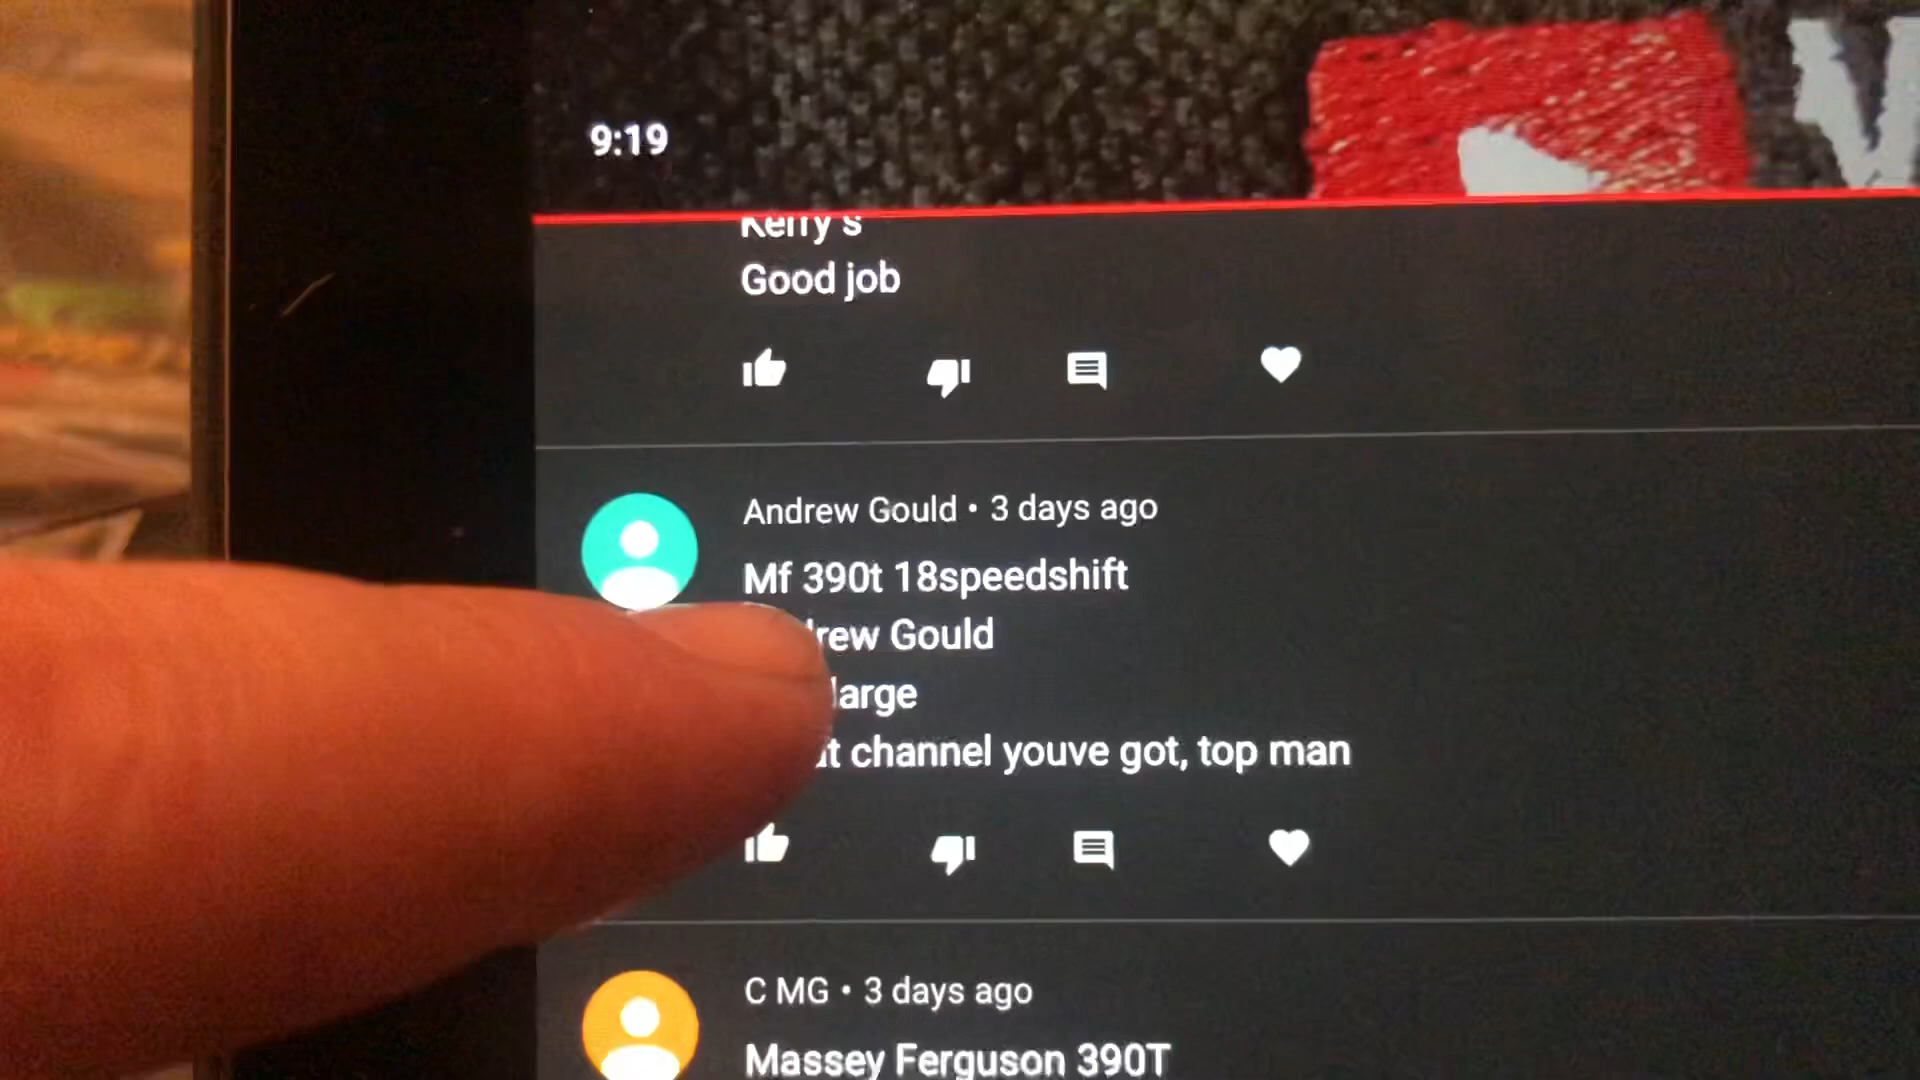 9:19
Kerry's
Good job
Andrew Gould • 3 days ago
Mf 390t 18speedshift
Gould
large
channel youve got, top man
C MG • 3 days ago
Massey Ferguson 390T